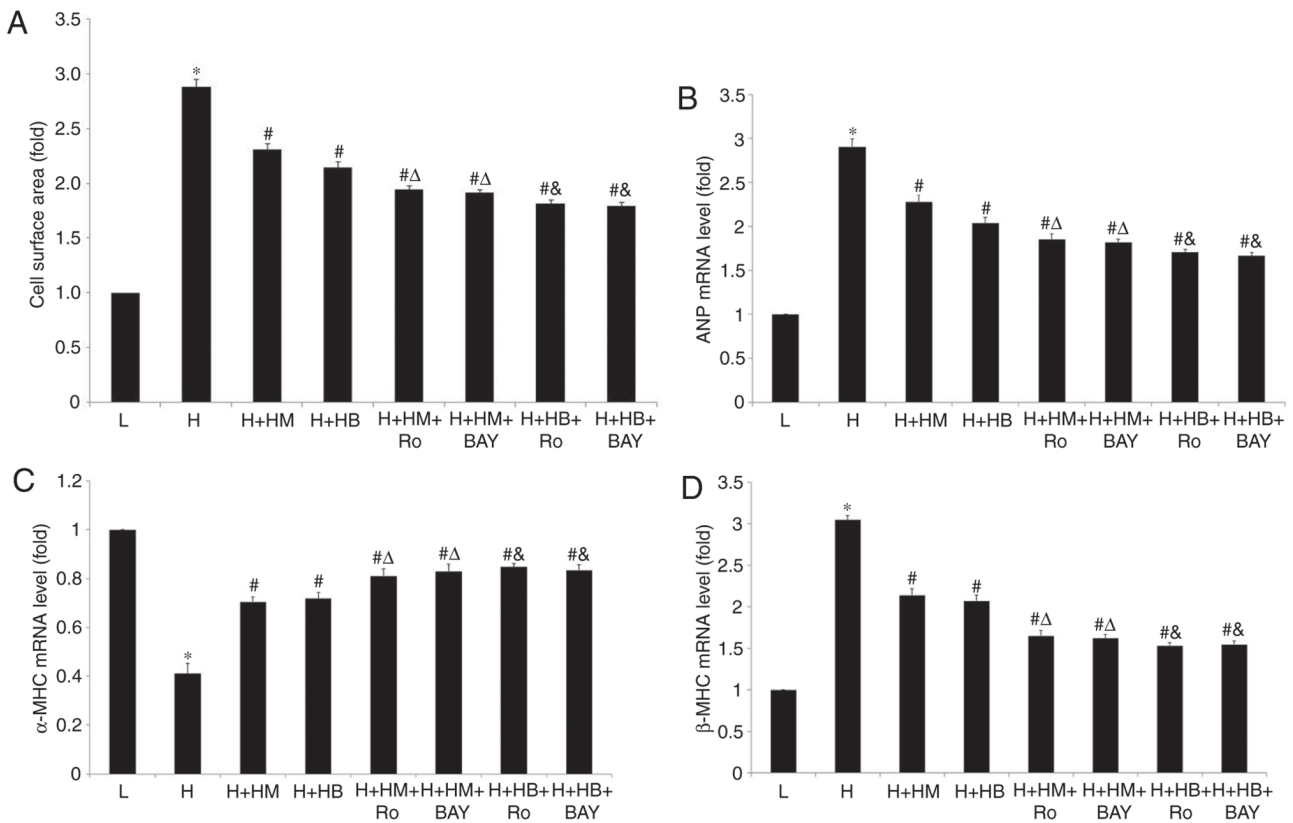 A
Cell surface area (fold)
3.5
3.0
2.5
2.0
1.5
1.0
0.5
0
*
#
#
#Δ
#Δ
#&
#&
L
H
H+HM
H+HB
H+HM+
Ro
H+HM+
BAY
H+HB+
Ro
H+HB+
BAY
B
ANP mRNA level (fold)
3.5
3
2.5
2
1.5
1
0.5
0
*
#
#
#Δ
#Δ
#&
#&
L
H
H+HM
H+HB
H+HM+
Ro
H+HM+
BAY
H+HB+
Ro
H+HB+
BAY
C
α-MHC mRNA level (fold)
1.2
1
0.8
0.6
0.4
0.2
0
*
#
#
#Δ
#Δ
#&
#&
L
H
H+HM
H+HB
H+HM+
Ro
H+HM+
BAY
H+HB+
Ro
H+HB+
BAY
D
β-MHC mRNA level (fold)
3.5
3
2.5
2
1.5
1
0.5
0
*
#
#
#Δ
#Δ
#&
#&
L
H
H+HM
H+HB
H+HM+
Ro
H+HM+
BAY
H+HB+
Ro
H+HB+
BAY